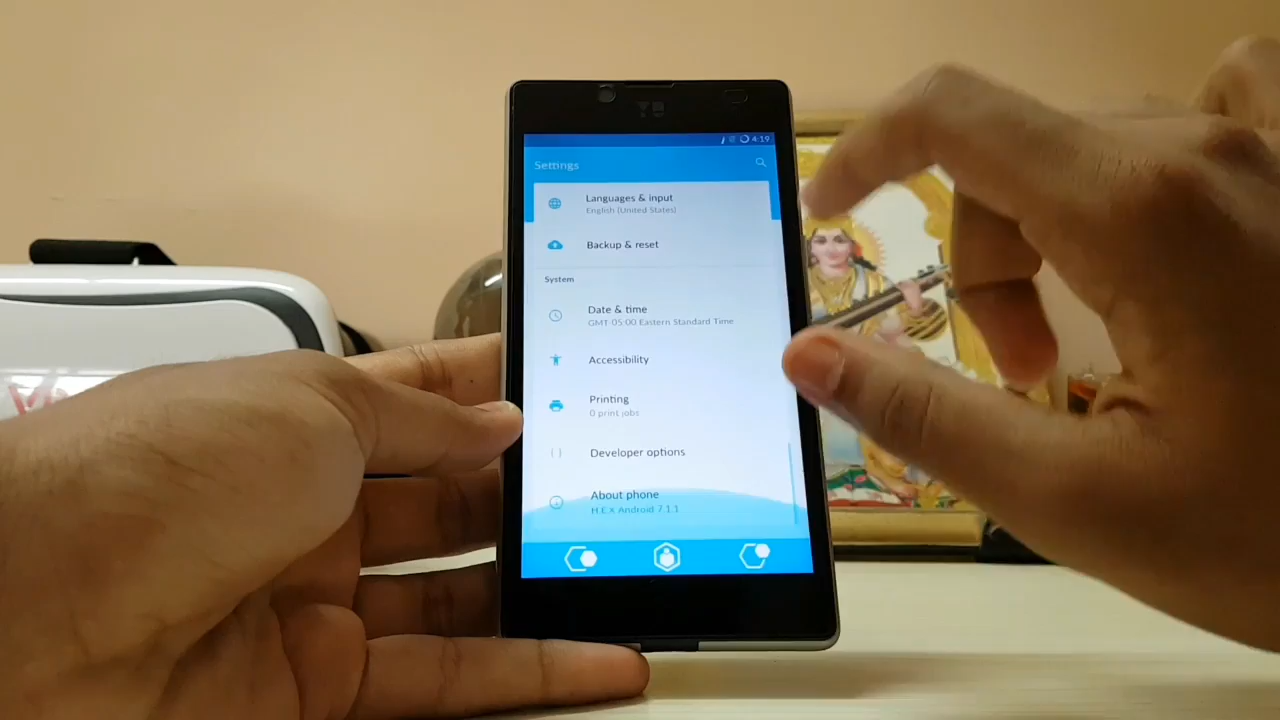 YU
4:19
Settings
Languages & input
English (United States)
Backup & reset
System
Date & time
GMT-05:00 Eastern Standard Time
Accessibility
Printing
0 print jobs
Developer options
About phone
H.E.X Android 7.1.1